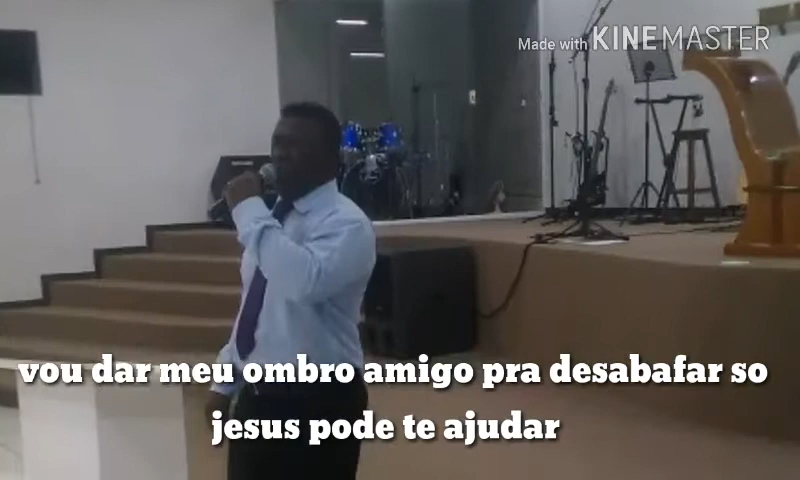 Made with KINEMASTER
vou dar meu ombro amigo pra desabafar so
jesus pode te ajudar